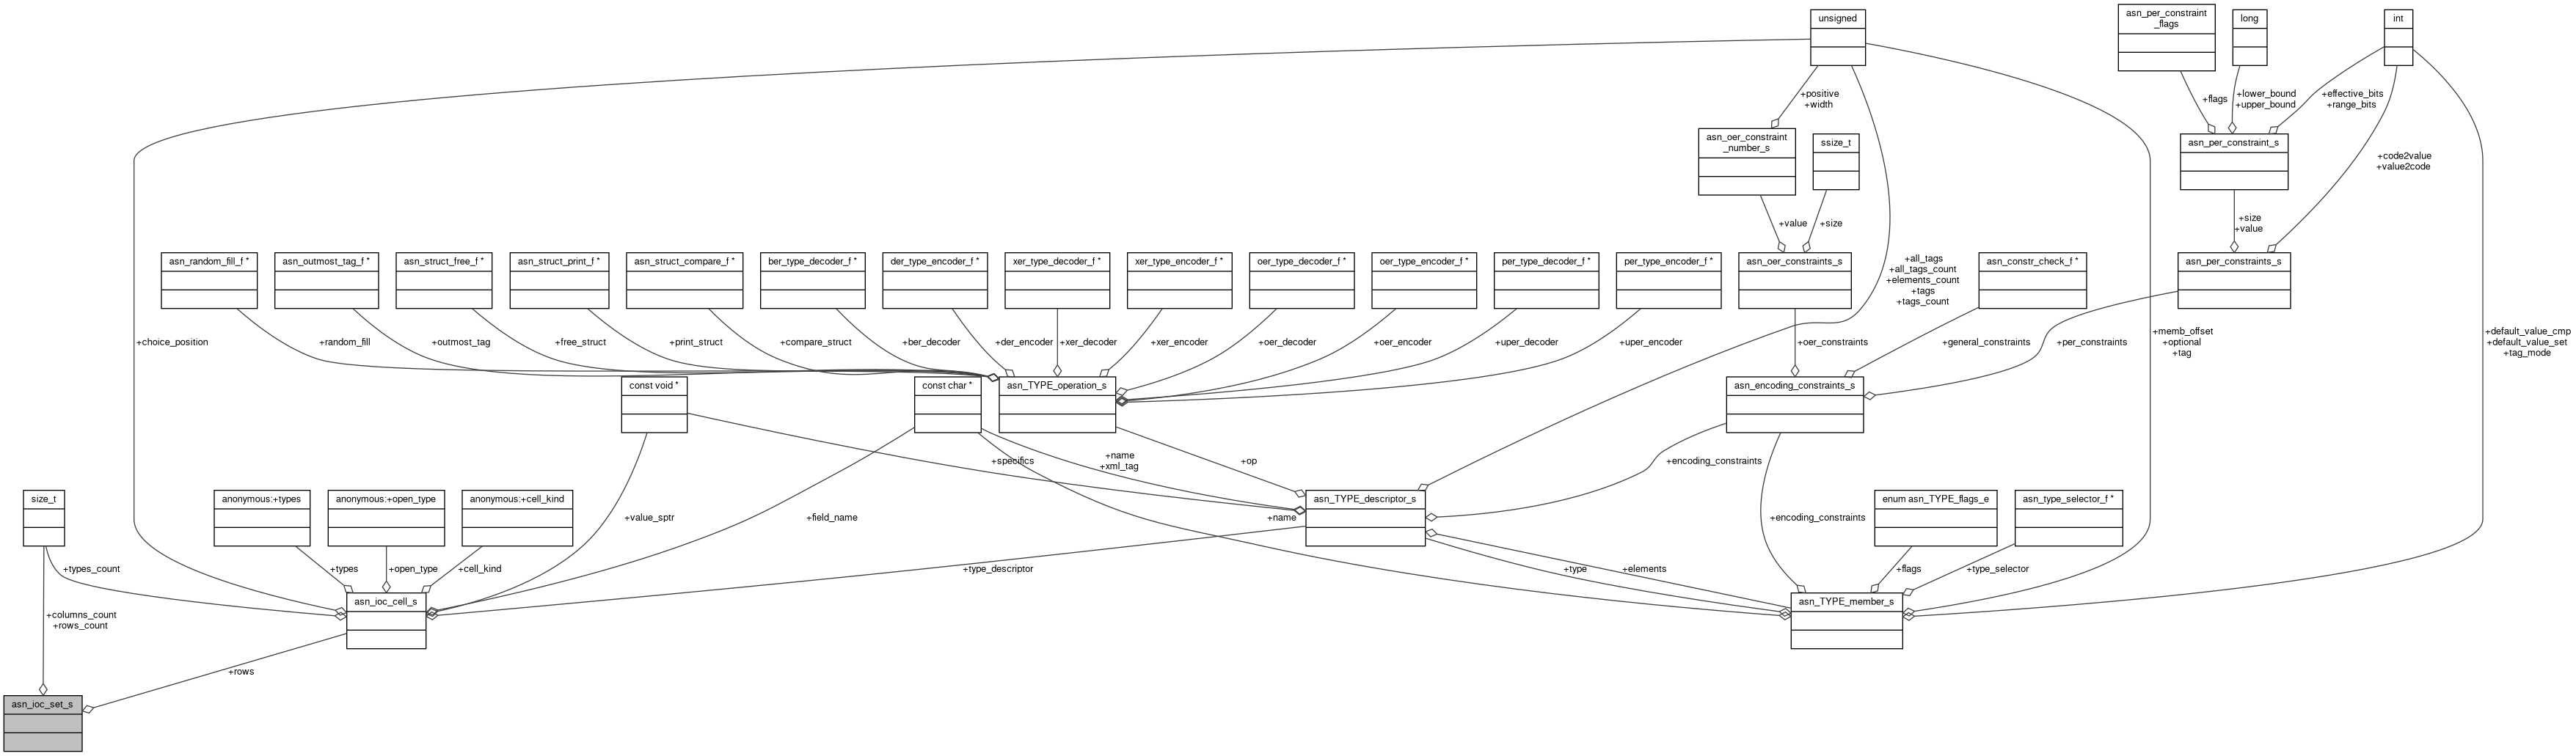 unsigned
asn_per_constraint
_flags
long
int
+positive
+width
+flags
+lower_bound
+upper_bound
+effective_bits
+range_bits
asn_oer_constraint
_number_s
ssize_t
asn_per_constraint_s
+code2value
+value2code
+value
+size
+size
+value
asn_random_fill_f *
asn_outmost_tag_f *
asn_struct_free_f *
asn_struct_print_f *
asn_struct_compare_f *
ber_type_decoder_f *
der_type_encoder_f *
xer_type_decoder_f *
xer_type_encoder_f *
oer_type_decoder_f *
oer_type_encoder_f *
per_type_decoder_f *
per_type_encoder_f *
asn_oer_constraints_s
+all_tags
+all_tags_count
+elements_count
+tags
+tags_count
asn_constr_check_f *
asn_per_constraints_s
+choice_position
+random_fill
+outmost_tag
+free_struct
+print_struct
+compare_struct
+ber_decoder
+der_encoder
+xer_decoder
+xer_encoder
+oer_decoder
+oer_encoder
+uper_decoder
+uper_encoder
+oer_constraints
+general_constraints
+per_constraints
+memb_offset
+optional
+tag
+default_value_cmp
+default_value_set
+tag_mode
const void *
const char *
asn_TYPE_operation_s
asn_encoding_constraints_s
+specifics
+name
+xml_tag
+op
+encoding_constraints
size_t
anonymous:+types
anonymous:+open_type
anonymous:+cell_kind
asn_TYPE_descriptor_s
enum asn_TYPE_flags_e
asn_type_selector_f *
+value_sptr
+field_name
+name
+encoding_constraints
+types_count
+types
+open_type
+cell_kind
+type_descriptor
+type
+elements
+flags
+type_selector
asn_ioc_cell_s
asn_TYPE_member_s
+columns_count
+rows_count
+rows
asn_ioc_set_s